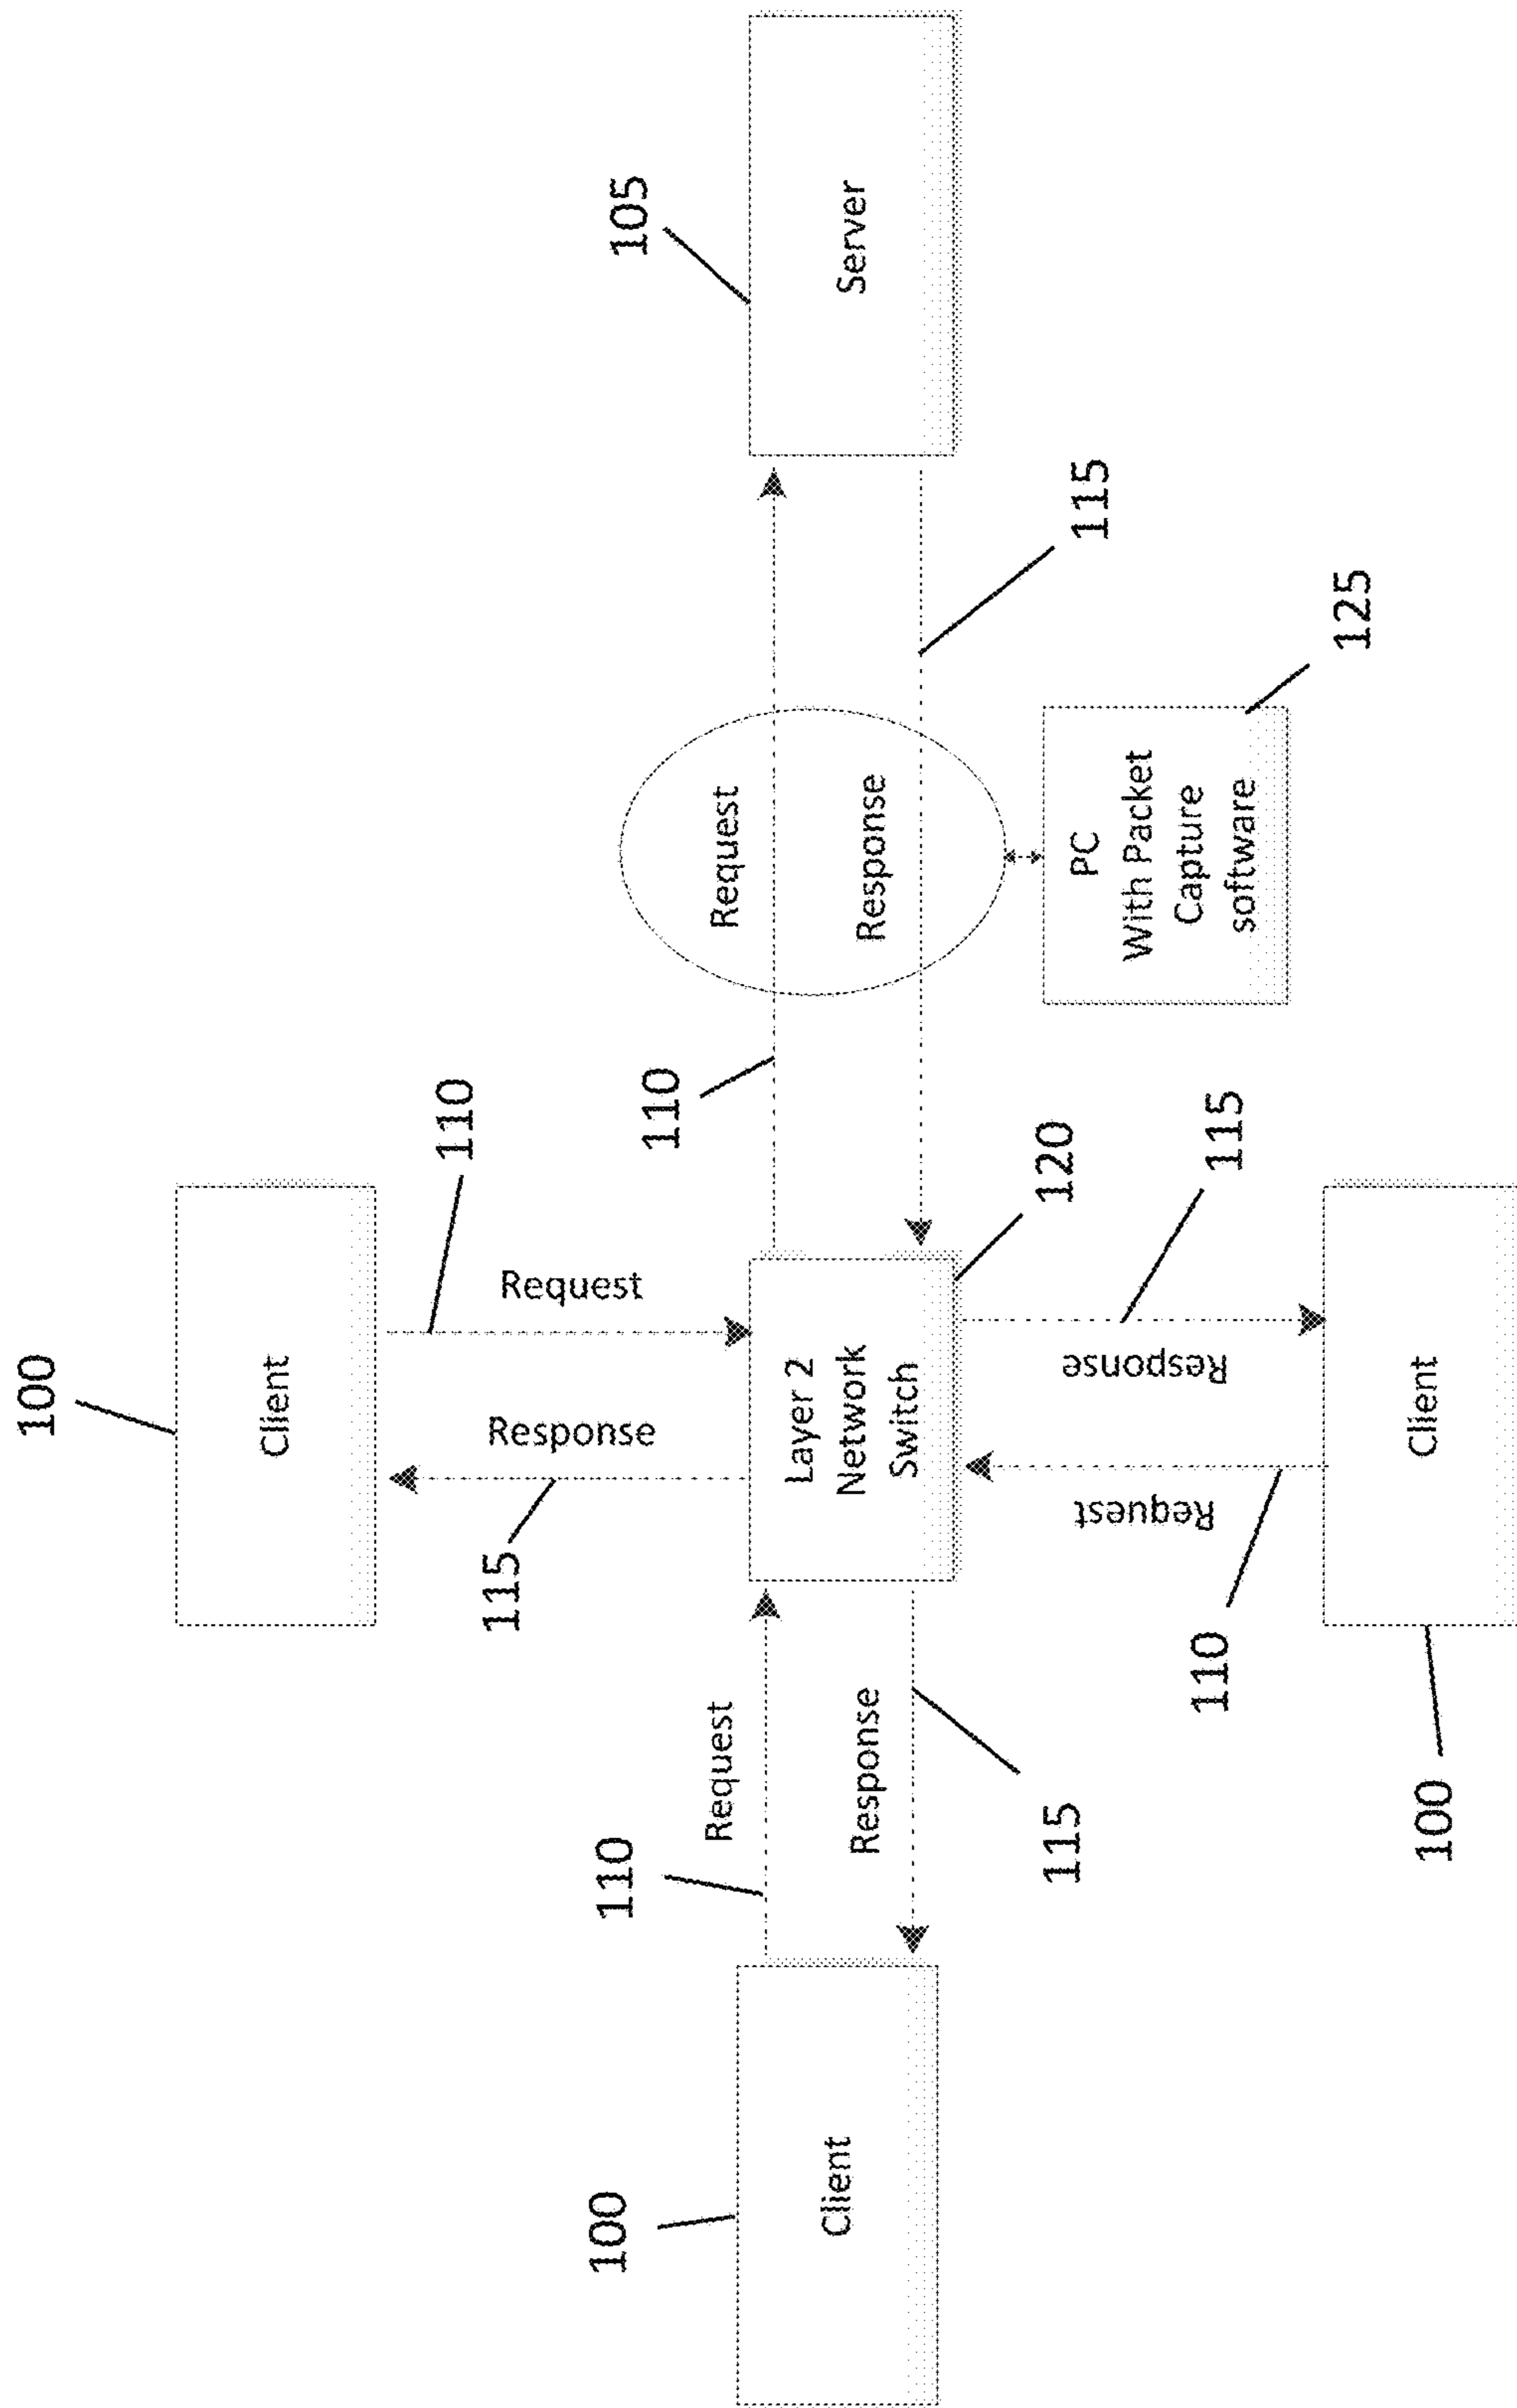 100
Client
110
115
Response
Request
100
110
110
105
Request
Request
Client
Layer 2
Network
Switch
Server
Response
Response
115
120
115
Request
Response
PC
With Packet
Capture
software
110
115
125
100
Client